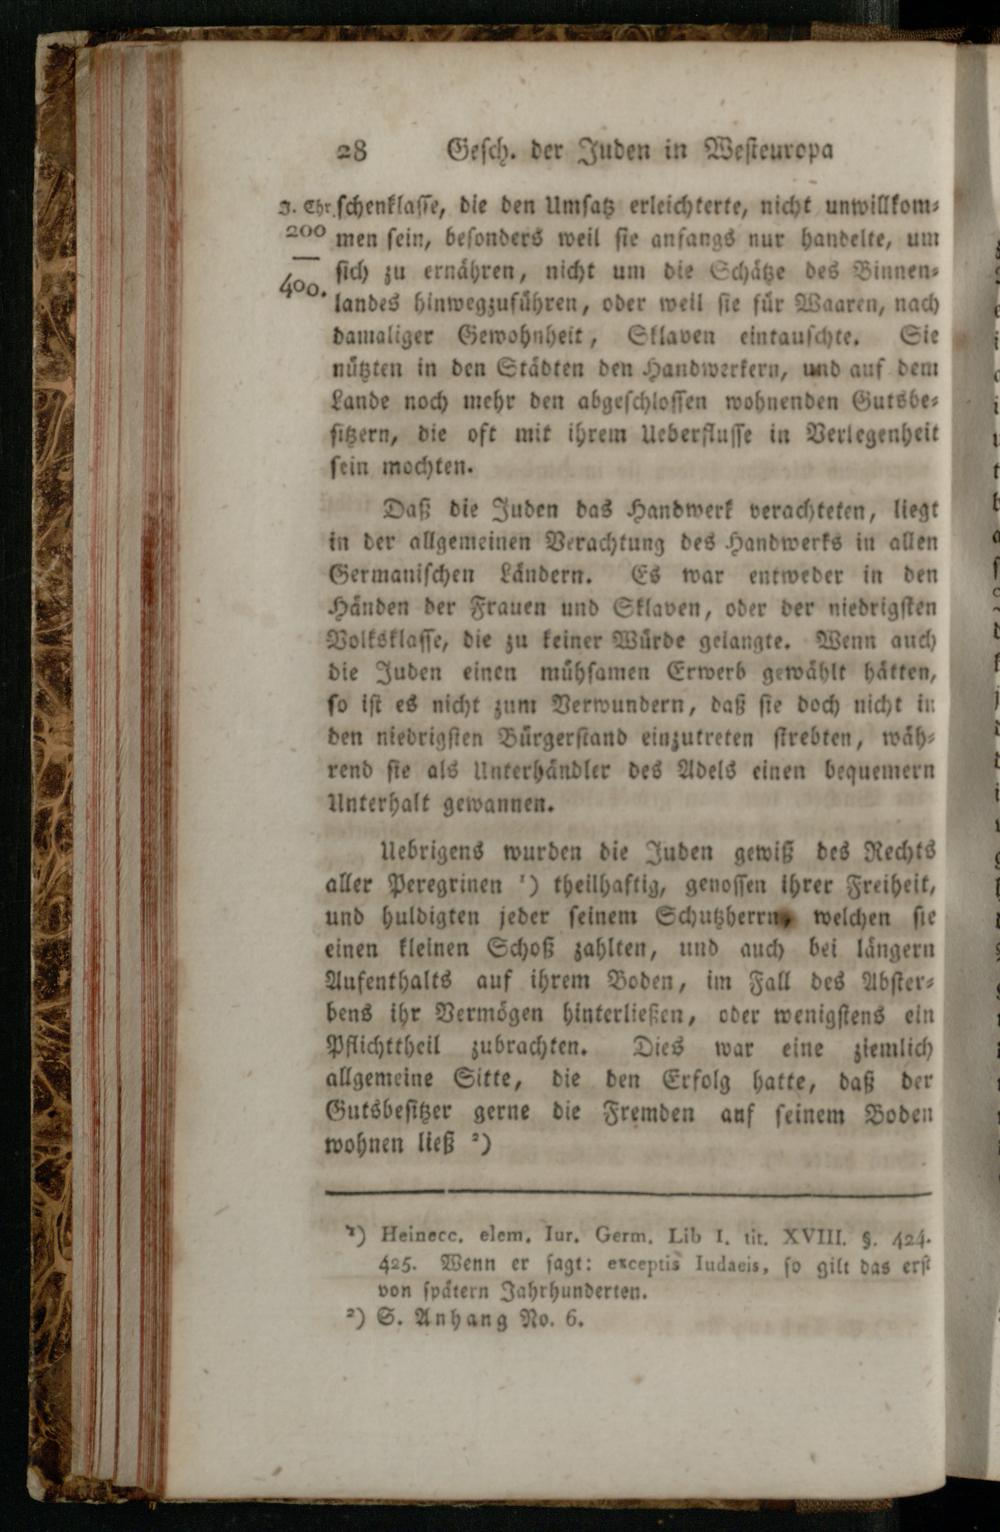 28 Gesch. der Juden in Westeuropa
J. Chr. schenklasse, die den Umsatz erleichterte, nicht unwillkom-
200 men sein, besonders weil sie anfangs nur handelte, um
— sich zu ernähren, nicht um die Schätze des Binnen-
400. landes hinwegzuführen, oder weil sie für Waaren, nach
damaliger Gewohnheit, Sklaven eintauschte. Sie
nützten in den Städten den Handwerkern, und auf dem
Lande noch mehr den abgeschlossen wohnenden Gutsbe-
sitzern, die oft mit ihrem Ueberflusse in Verlegenheit
sein mochten.
Daß die Juden das Handwerk verachteten, liegt
in der allgemeinen Verachtung des Handwerks in allen
Germanischen Ländern. Es war entweder in den
Händen der Frauen und Sklaven, oder der niedrigsten
Volksklasse, die zu keiner Würde gelangte. Wenn auch
die Juden einen mühsamen Erwerb gewählt hätten,
so ist es nicht zum Verwundern, daß sie doch nicht in
den niedrigsten Bürgerstand einzutreten strebten, wäh-
rend sie als Unterhändler des Adels einen bequemern
Unterhalt gewannen.
Uebrigens wurden die Juden gewiß des Rechts
aller Peregrinen ¹) theilhaftig, genossen ihrer Freiheit,
und huldigten jeder seinem Schutzherrn, welchen sie
einen kleinen Schoß zahlten, und auch bei längern
Aufenthalts auf ihrem Boden, im Fall des Abster-
bens ihr Vermögen hinterließen, oder wenigstens ein
Pflichttheil zubrachten. Dies war eine ziemlich
allgemeine Sitte, die den Erfolg hatte, daß der
Gutsbesitzer gerne die Fremden auf seinem Boden
wohnen ließ ²)
¹) Heinecc. elem. Iur. Germ. Lib I. tit. XVIII. §. 424.
425. Wenn er sagt: exceptis Iudaeis, so gilt das erst
von spätern Jahrhunderten.
²) S. Anhang No. 6.